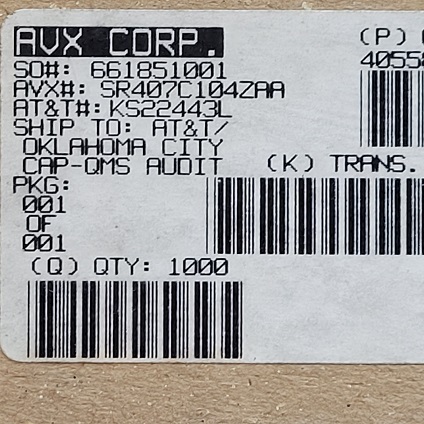 AVX CORP.
(P)
SO#: 661851001
4055
AVX#: SR407C104ZAA
AT&T#: KS22443L
SHIP TO: AT&T/
OKLAHOMA CITY
CAP-QMS AUDIT
(K) TRANS.
PKG:
001
OF
001
(Q) QTY: 1000